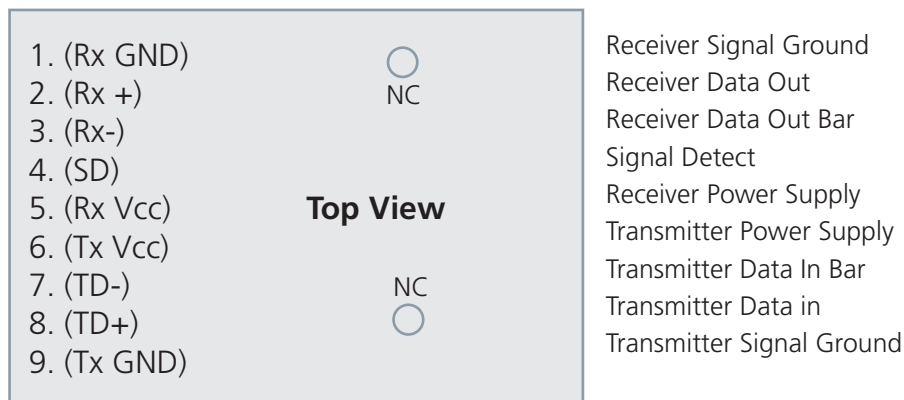 1. (Rx GND)
2. (Rx +)
3. (Rx-)
4. (SD)
5. (Rx Vcc)
6. (Tx Vcc)
7. (TD-)
8. (TD+)
9. (Tx GND)
NC
Top View
NC
Receiver Signal Ground
Receiver Data Out
Receiver Data Out Bar
Signal Detect
Receiver Power Supply
Transmitter Power Supply
Transmitter Data In Bar
Transmitter Data in
Transmitter Signal Ground